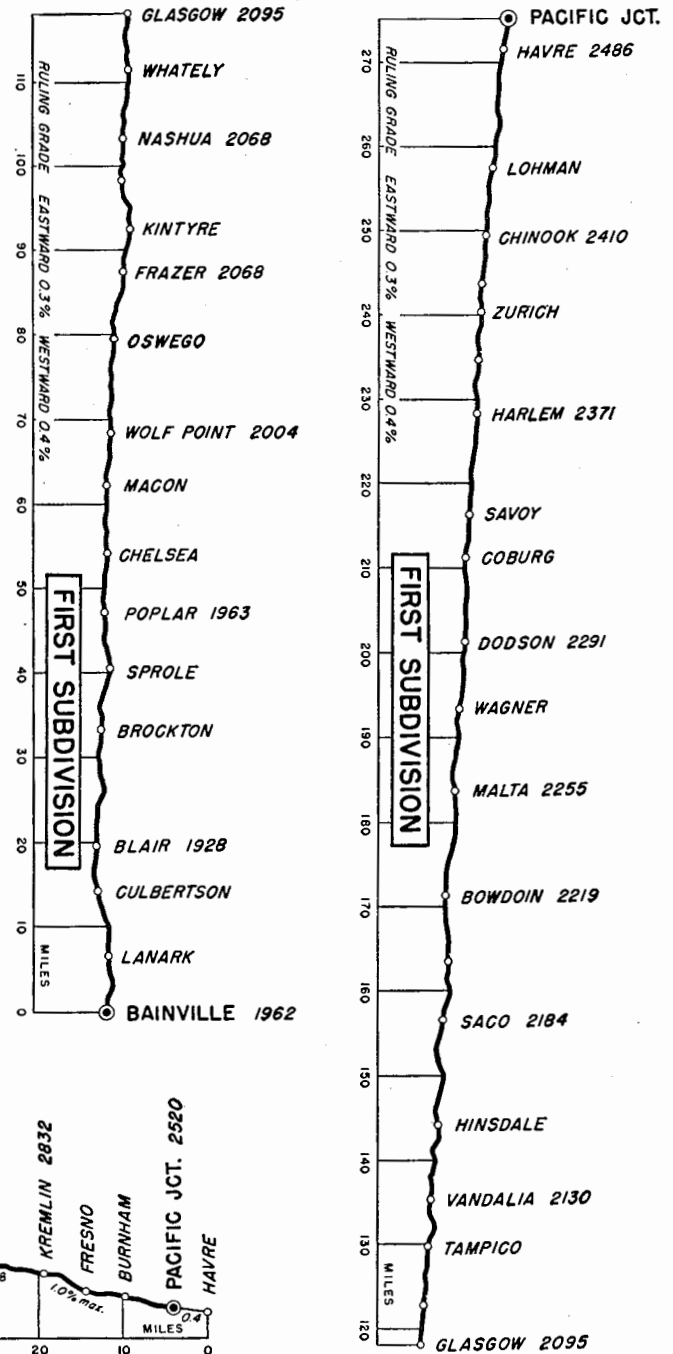 GLASGOW 2095
WHATELY
NASHUA 2068
KINTYRE
FRAZER 2068
OSWEGO
WOLF POINT 2004
MACON
CHELSEA
POPLAR 1963
SPROLE
BROCKTON
BLAIR 1928
CULBERTSON
LANARK
BAINVILLE 1962
110
100
90
80
70
60
50
40
30
20
10
0
RULING GRADE EASTWARD 0.3% WESTWARD 0.4%
FIRST SUBDIVISION
MILES
PACIFIC JCT.
HAVRE 2486
LOHMAN
CHINOOK 2410
ZURICH
HARLEM 2371
SAVOY
COBURG
DODSON 2291
WAGNER
MALTA 2255
BOWDOIN 2219
SACO 2184
HINSDALE
VANDALIA 2130
TAMPICO
GLASGOW 2095
270
260
250
240
230
220
210
200
190
180
170
160
150
140
130
120
RULING GRADE EASTWARD 0.3% WESTWARD 0.4%
FIRST SUBDIVISION
MILES
KREMLIN 2832
FRESNO
BURNHAM
PACIFIC JCT. 2520
HAVRE
1.0% max.
0.4
MILES
20
10
0